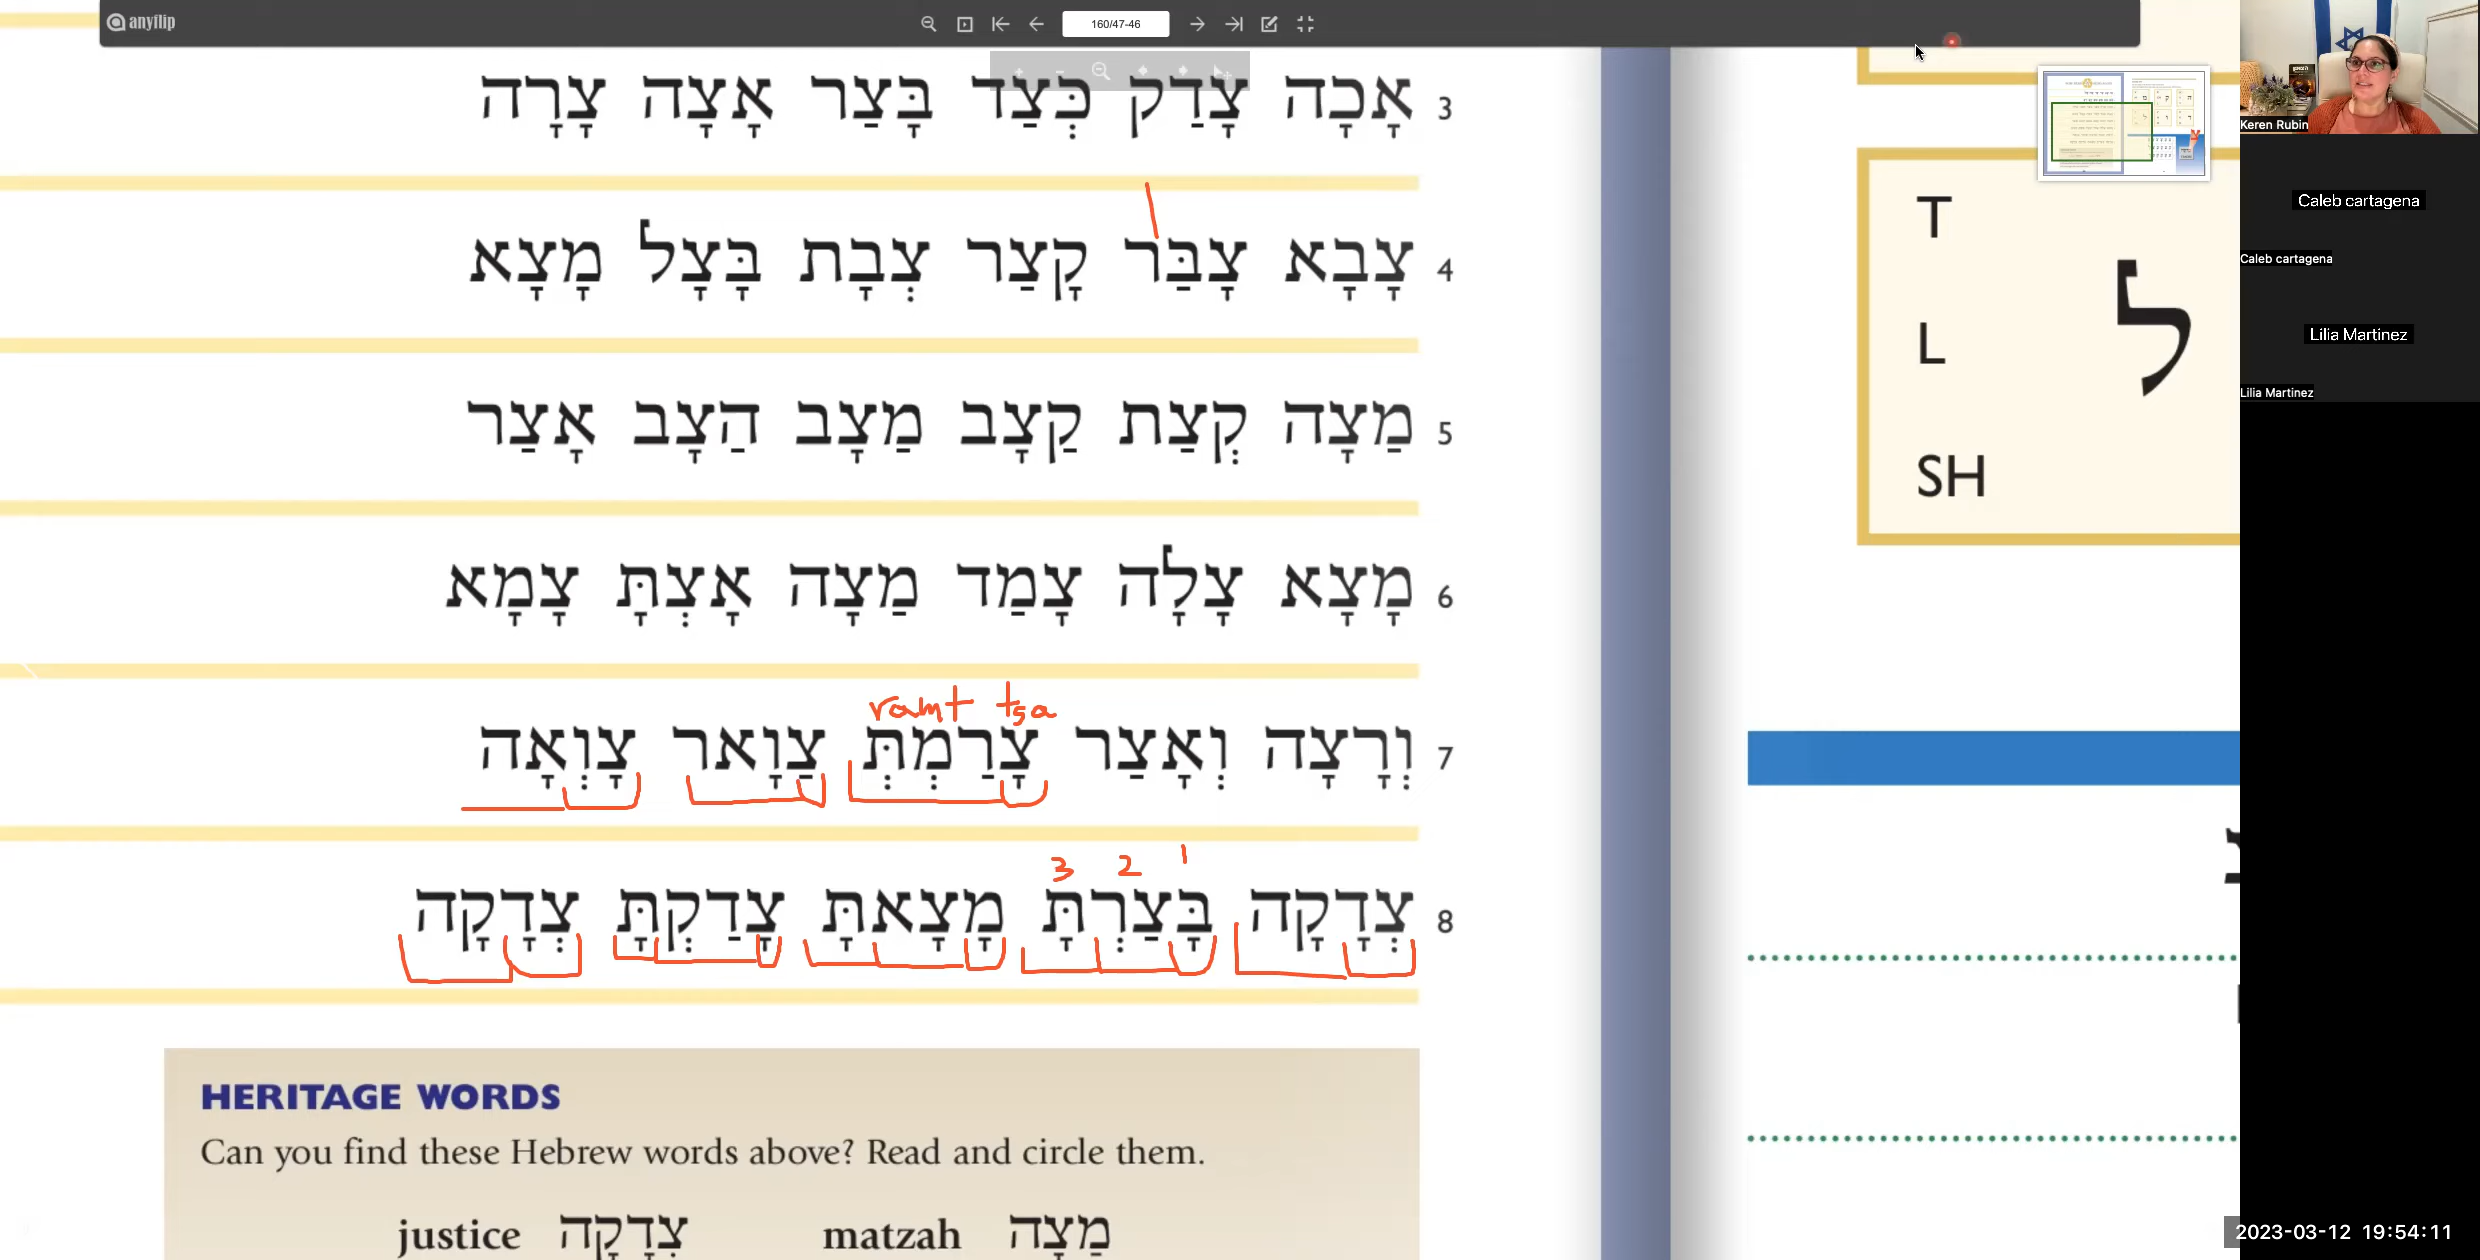 anyflip
160/47-46
3 אָכָה צָדַק כְּצַד בָּצַר אָצָה צָרָה
4 צָבָא צָבַּר קָצַר צְבָת בָּצָל מָצָא
5 מַצָה קְצַת קַצָב מַצָב הַצָב אָצַר
6 מָצָא צָלָה צָמַד מַצָה אָצְתָּ צָמָא
ramt tsa
7 וְרָצָה וְאָצַר צָרַמְתְּ צַוָאר צָוְאָה
3 2 1
8 צְדָקָה בָּצַרְתָּ מָצָאתָּ צָדַקְתָּ צְדָקָה
HERITAGE WORDS
Can you find these Hebrew words above? Read and circle them.
justice צְדָקָה matzah מַצָה
T
L
ל
SH
Keren Rubin
Caleb cartagena
Caleb cartagena
Lilia Martinez
Lilia Martinez
2023-03-12 19:54:11